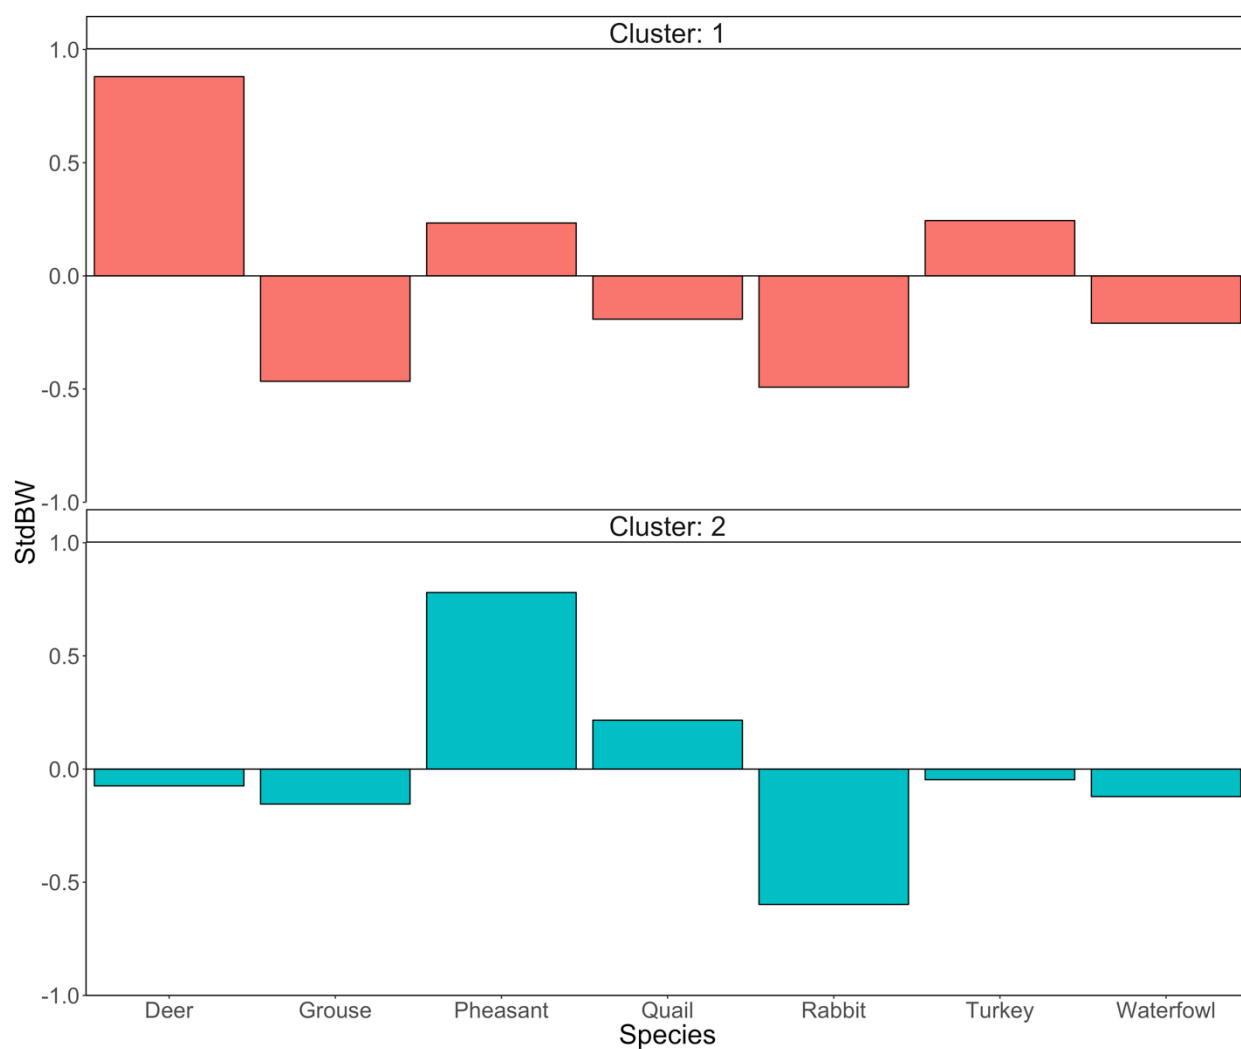 Cluster: 1
1.0
0.5
0.0
-0.5
-1.0
StdBW
Cluster: 2
1.0
0.5
0.0
-0.5
-1.0
Deer Grouse Pheasant Quail Rabbit Turkey Waterfowl
Species